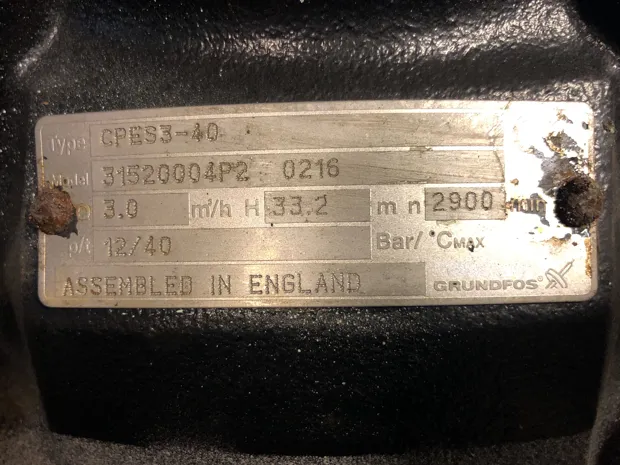 Type CPES3-40
Model 31520004P2 0216
3.0 m³/h H 33.2 m n 2900
p/t 12/40 Bar/°CMAX
ASSEMBLED IN ENGLAND GRUNDFOS